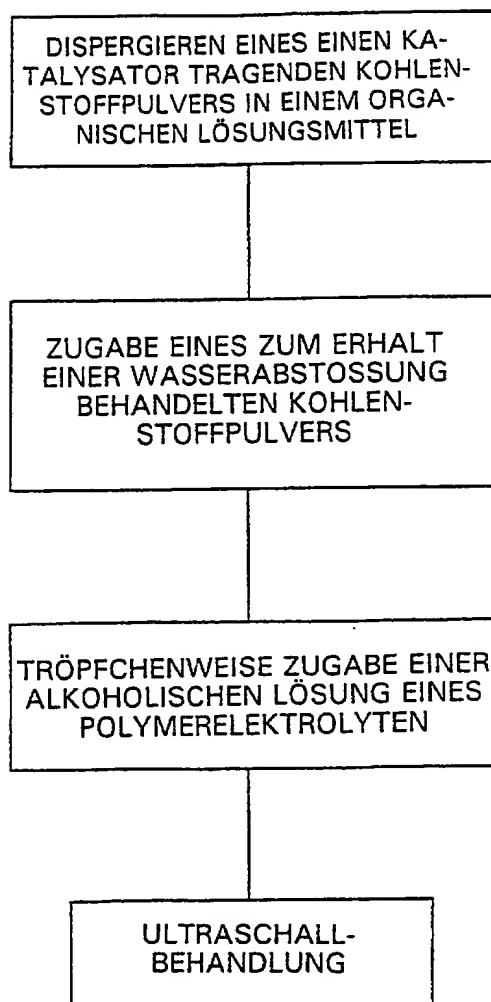 DISPERGIEREN EINES EINEN KA-
TALYSATOR TRAGENDEN KOHLEN-
STOFFPULVERS IN EINEM ORGA-
NISCHEN LÖSUNGSMITTEL
ZUGABE EINES ZUM ERHALT
EINER WASSERABSTOSSUNG
BEHANDELTEN KOHLEN-
STOFFPULVERS
TRÖPFCHENWEISE ZUGABE EINER
ALKOHOLISCHEN LÖSUNG EINES
POLYMERELEKTROLYTEN
ULTRASCHALL-
BEHANDLUNG